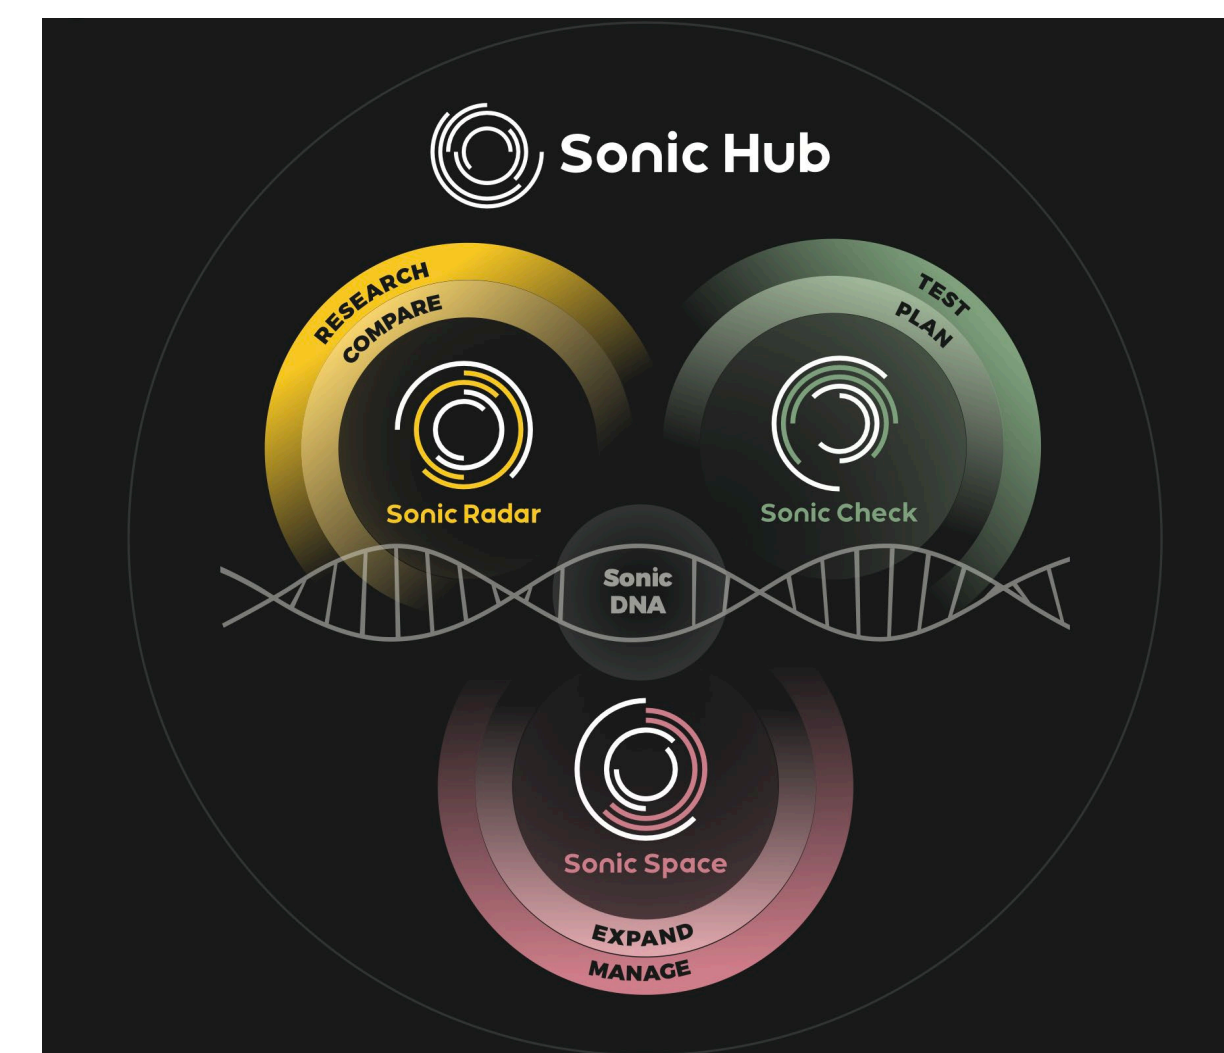 Sonic Hub
RESEARCH
COMPARE
TEST
PLAN
Sonic Radar
Sonic Check
Sonic
DNA
Sonic Space
EXPAND
MANAGE